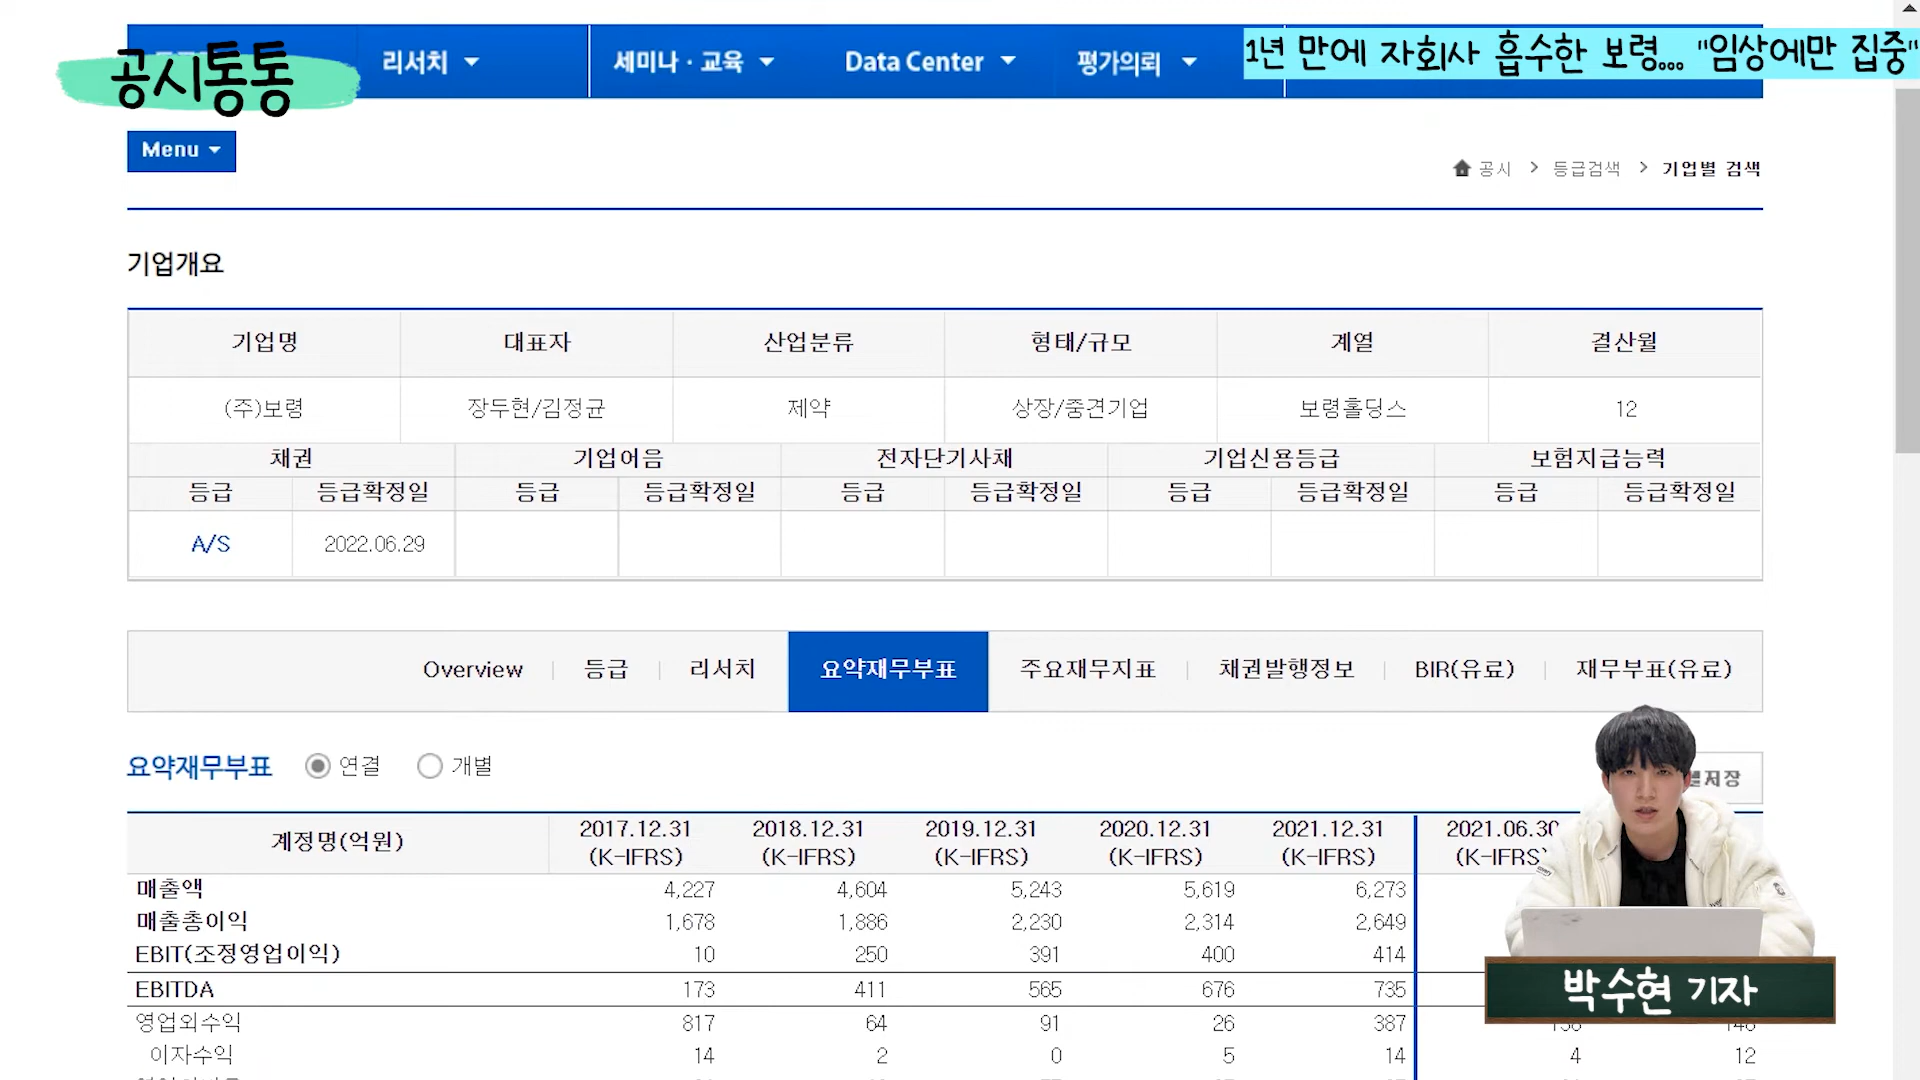 공시통통
리서치
세미나 · 교육
Data Center
평가의뢰
1년 만에 자회사 흡수한 보령... "임상에만 집중"
Menu
공시 > 등급검색 > 기업별 검색
기업개요
기업명 대표자 산업분류 형태/규모 계열 결산월
(주)보령 장두현/김정균 제약 상장/중견기업 보령홀딩스 12
채권 기업어음 전자단기사채 기업신용등급 보험지급능력
등급 등급확정일 등급 등급확정일 등급 등급확정일 등급 등급확정일 등급 등급확정일
A/S 2022.06.29
Overview 등급 리서치 요약재무부표 주요재무지표 채권발행정보 BIR(유료) 재무부표(유료)
요약재무부표 연결 개별
계정명(억원) 2017.12.31 (K-IFRS) 2018.12.31 (K-IFRS) 2019.12.31 (K-IFRS) 2020.12.31 (K-IFRS) 2021.12.31 (K-IFRS) 2021.06.30 (K-IFRS)
매출액 4,227 4,604 5,243 5,619 6,273
매출총이익 1,678 1,886 2,230 2,314 2,649
EBIT(조정영업이익) 10 250 391 400 414
EBITDA 173 411 565 676 735
영업외수익 817 64 91 26 387
이자수익 14 2 0 5 14 4 12
박수현 기자